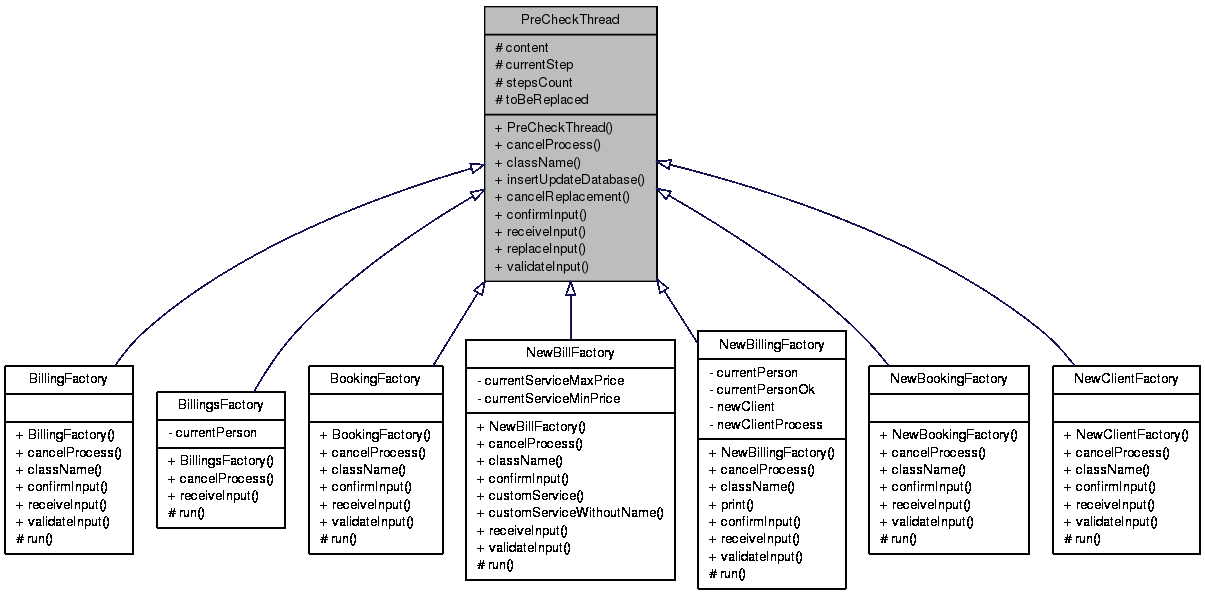 PreCheckThread
# content
# currentStep
# stepsCount
# toBeReplaced
+ PreCheckThread()
+ cancelProcess()
+ className()
+ insertUpdateDatabase()
+ cancelReplacement()
+ confirmInput()
+ receiveInput()
+ replaceInput()
+ validateInput()
BillingFactory
+ BillingFactory()
+ cancelProcess()
+ className()
+ confirmInput()
+ receiveInput()
+ validateInput()
# run()
BillingsFactory
- currentPerson
+ BillingsFactory()
+ cancelProcess()
+ receiveInput()
# run()
BookingFactory
+ BookingFactory()
+ cancelProcess()
+ className()
+ confirmInput()
+ receiveInput()
+ validateInput()
# run()
NewBillFactory
- currentServiceMaxPrice
- currentServiceMinPrice
+ NewBillFactory()
+ cancelProcess()
+ className()
+ confirmInput()
+ customService()
+ customServiceWithoutName()
+ receiveInput()
+ validateInput()
# run()
NewBillingFactory
- currentPerson
- currentPersonOk
- newClient
- newClientProcess
+ NewBillingFactory()
+ cancelProcess()
+ className()
+ print()
+ confirmInput()
+ receiveInput()
+ validateInput()
# run()
NewBookingFactory
+ NewBookingFactory()
+ cancelProcess()
+ className()
+ confirmInput()
+ receiveInput()
+ validateInput()
# run()
NewClientFactory
+ NewClientFactory()
+ cancelProcess()
+ className()
+ confirmInput()
+ receiveInput()
+ validateInput()
# run()